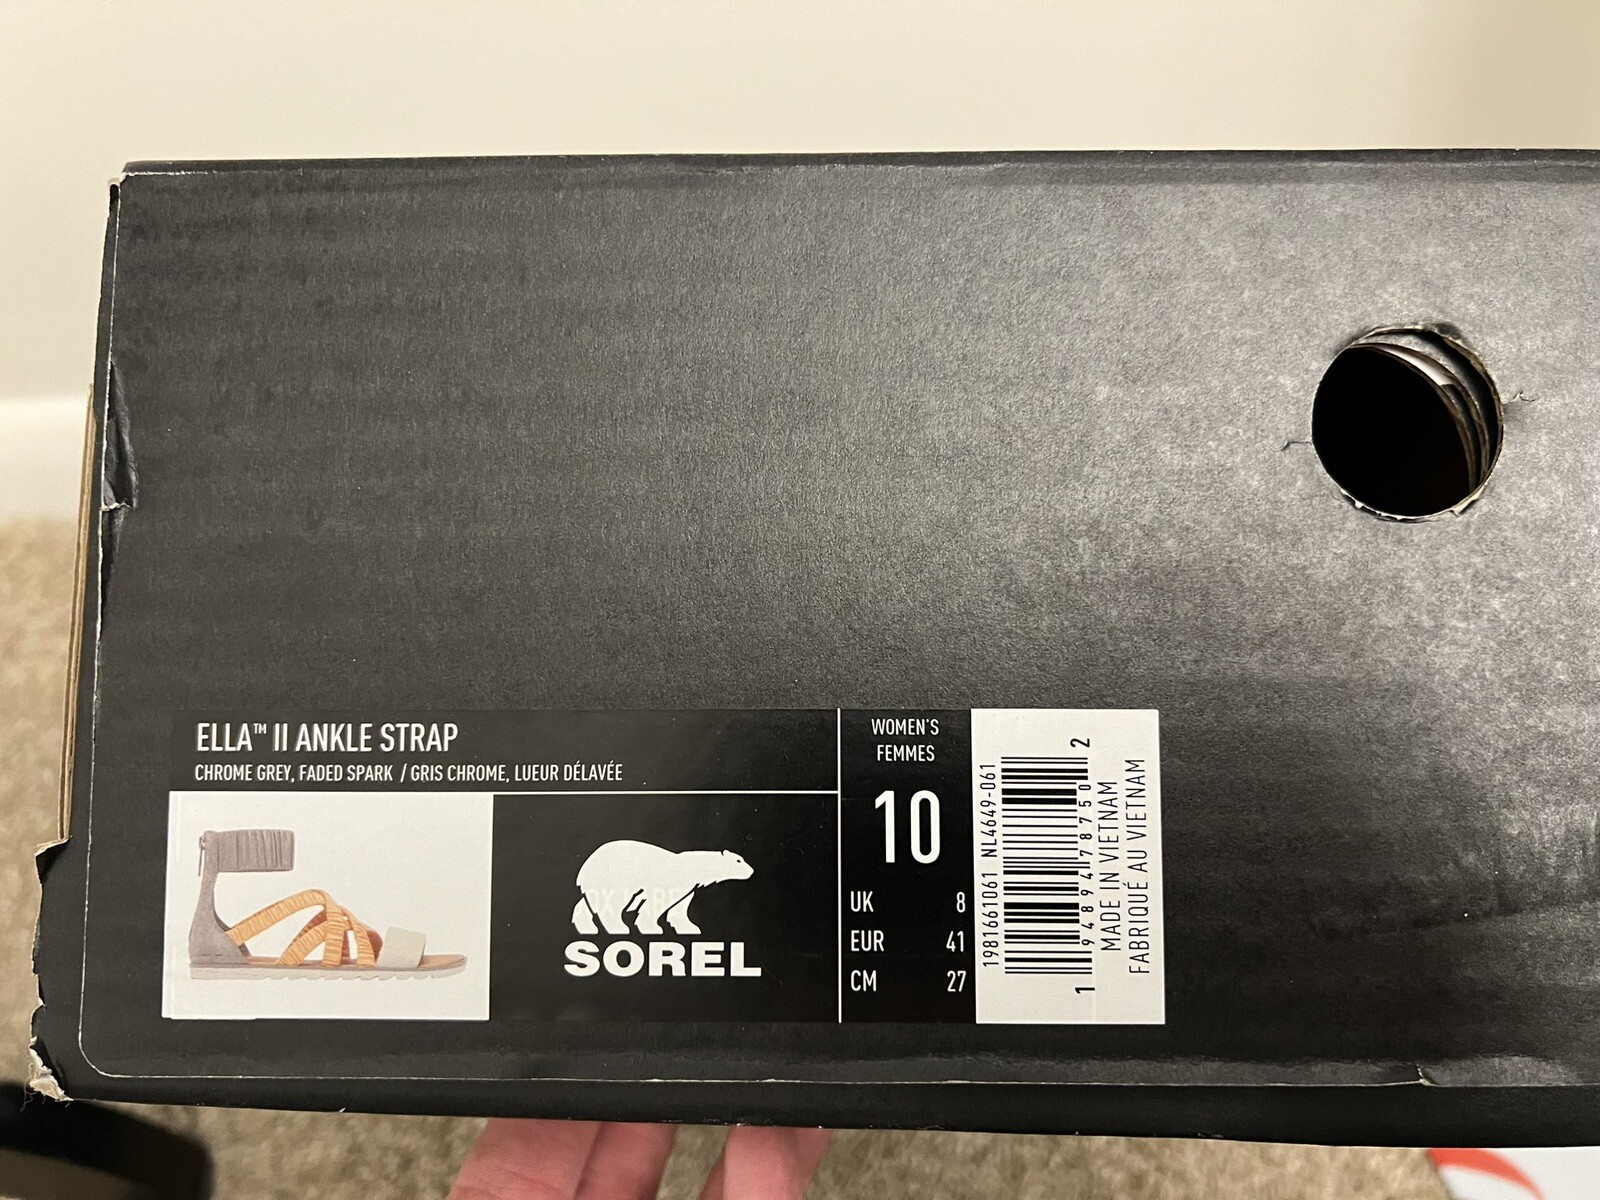 ELLA™ II ANKLE STRAP
CHROME GREY, FADED SPARK / GRIS CHROME, LUEUR DÉLAVÉE
SOREL
WOMEN'S
FEMMES
10
UK 8
EUR 41
CM 27
1981661061 NL4649-061
1 94894 78750 2
MADE IN VIETNAM
FABRIQUÉ AU VIETNAM